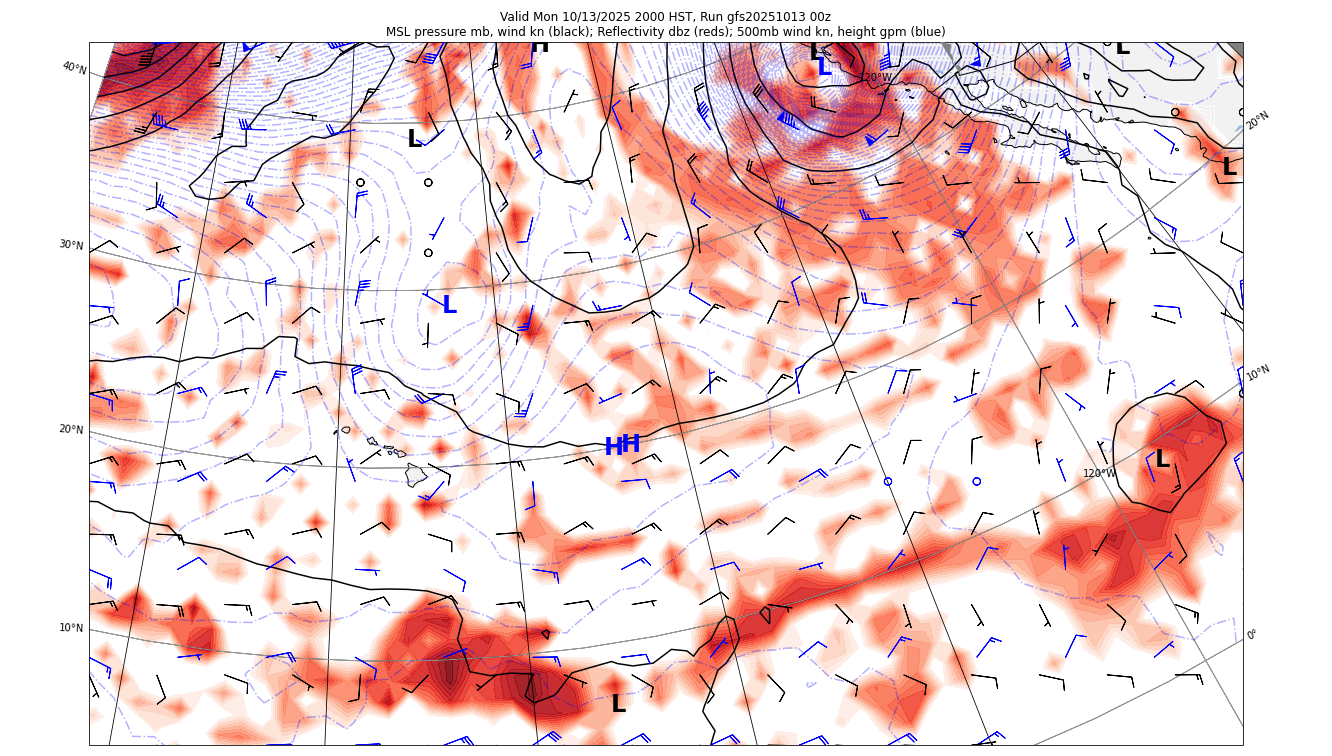 Valid Mon 10/13/2025 2000 HST, Run gfs20251013 00z
MSL pressure mb, wind kn (black); Reflectivity dbz (reds); 500mb wind kn, height gpm (blue)
H
L
L
L
120°W
40°N
20°N
L
L
30°N
L
10°N
20°N
H
H
L
120°W
10°N
0°
L